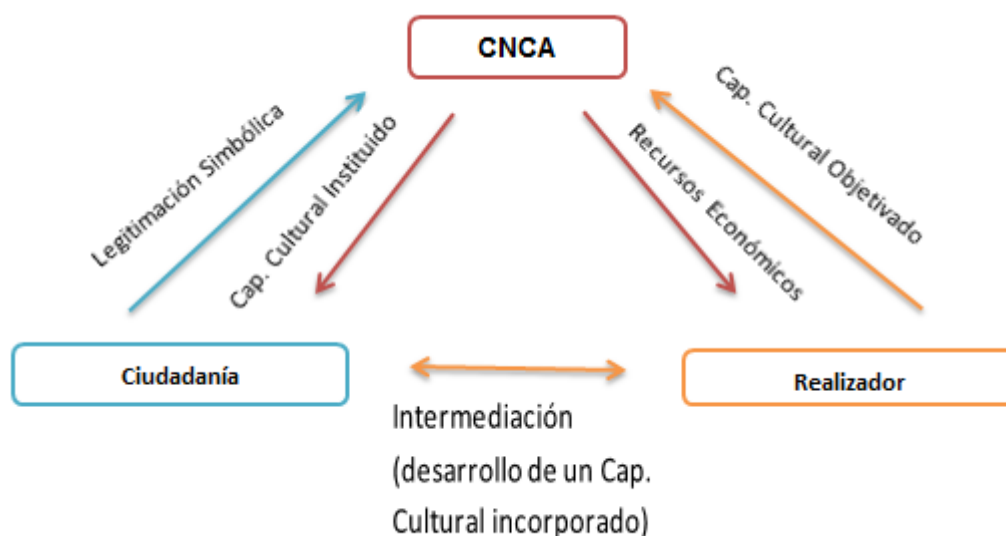 CNCA
Legitimación Simbólica
Cap. Cultural Instituido
Recursos Económicos
Cap. Cultural Objetivado
Ciudadanía
Realizador
Intermediación
(desarrollo de un Cap.
Cultural incorporado)